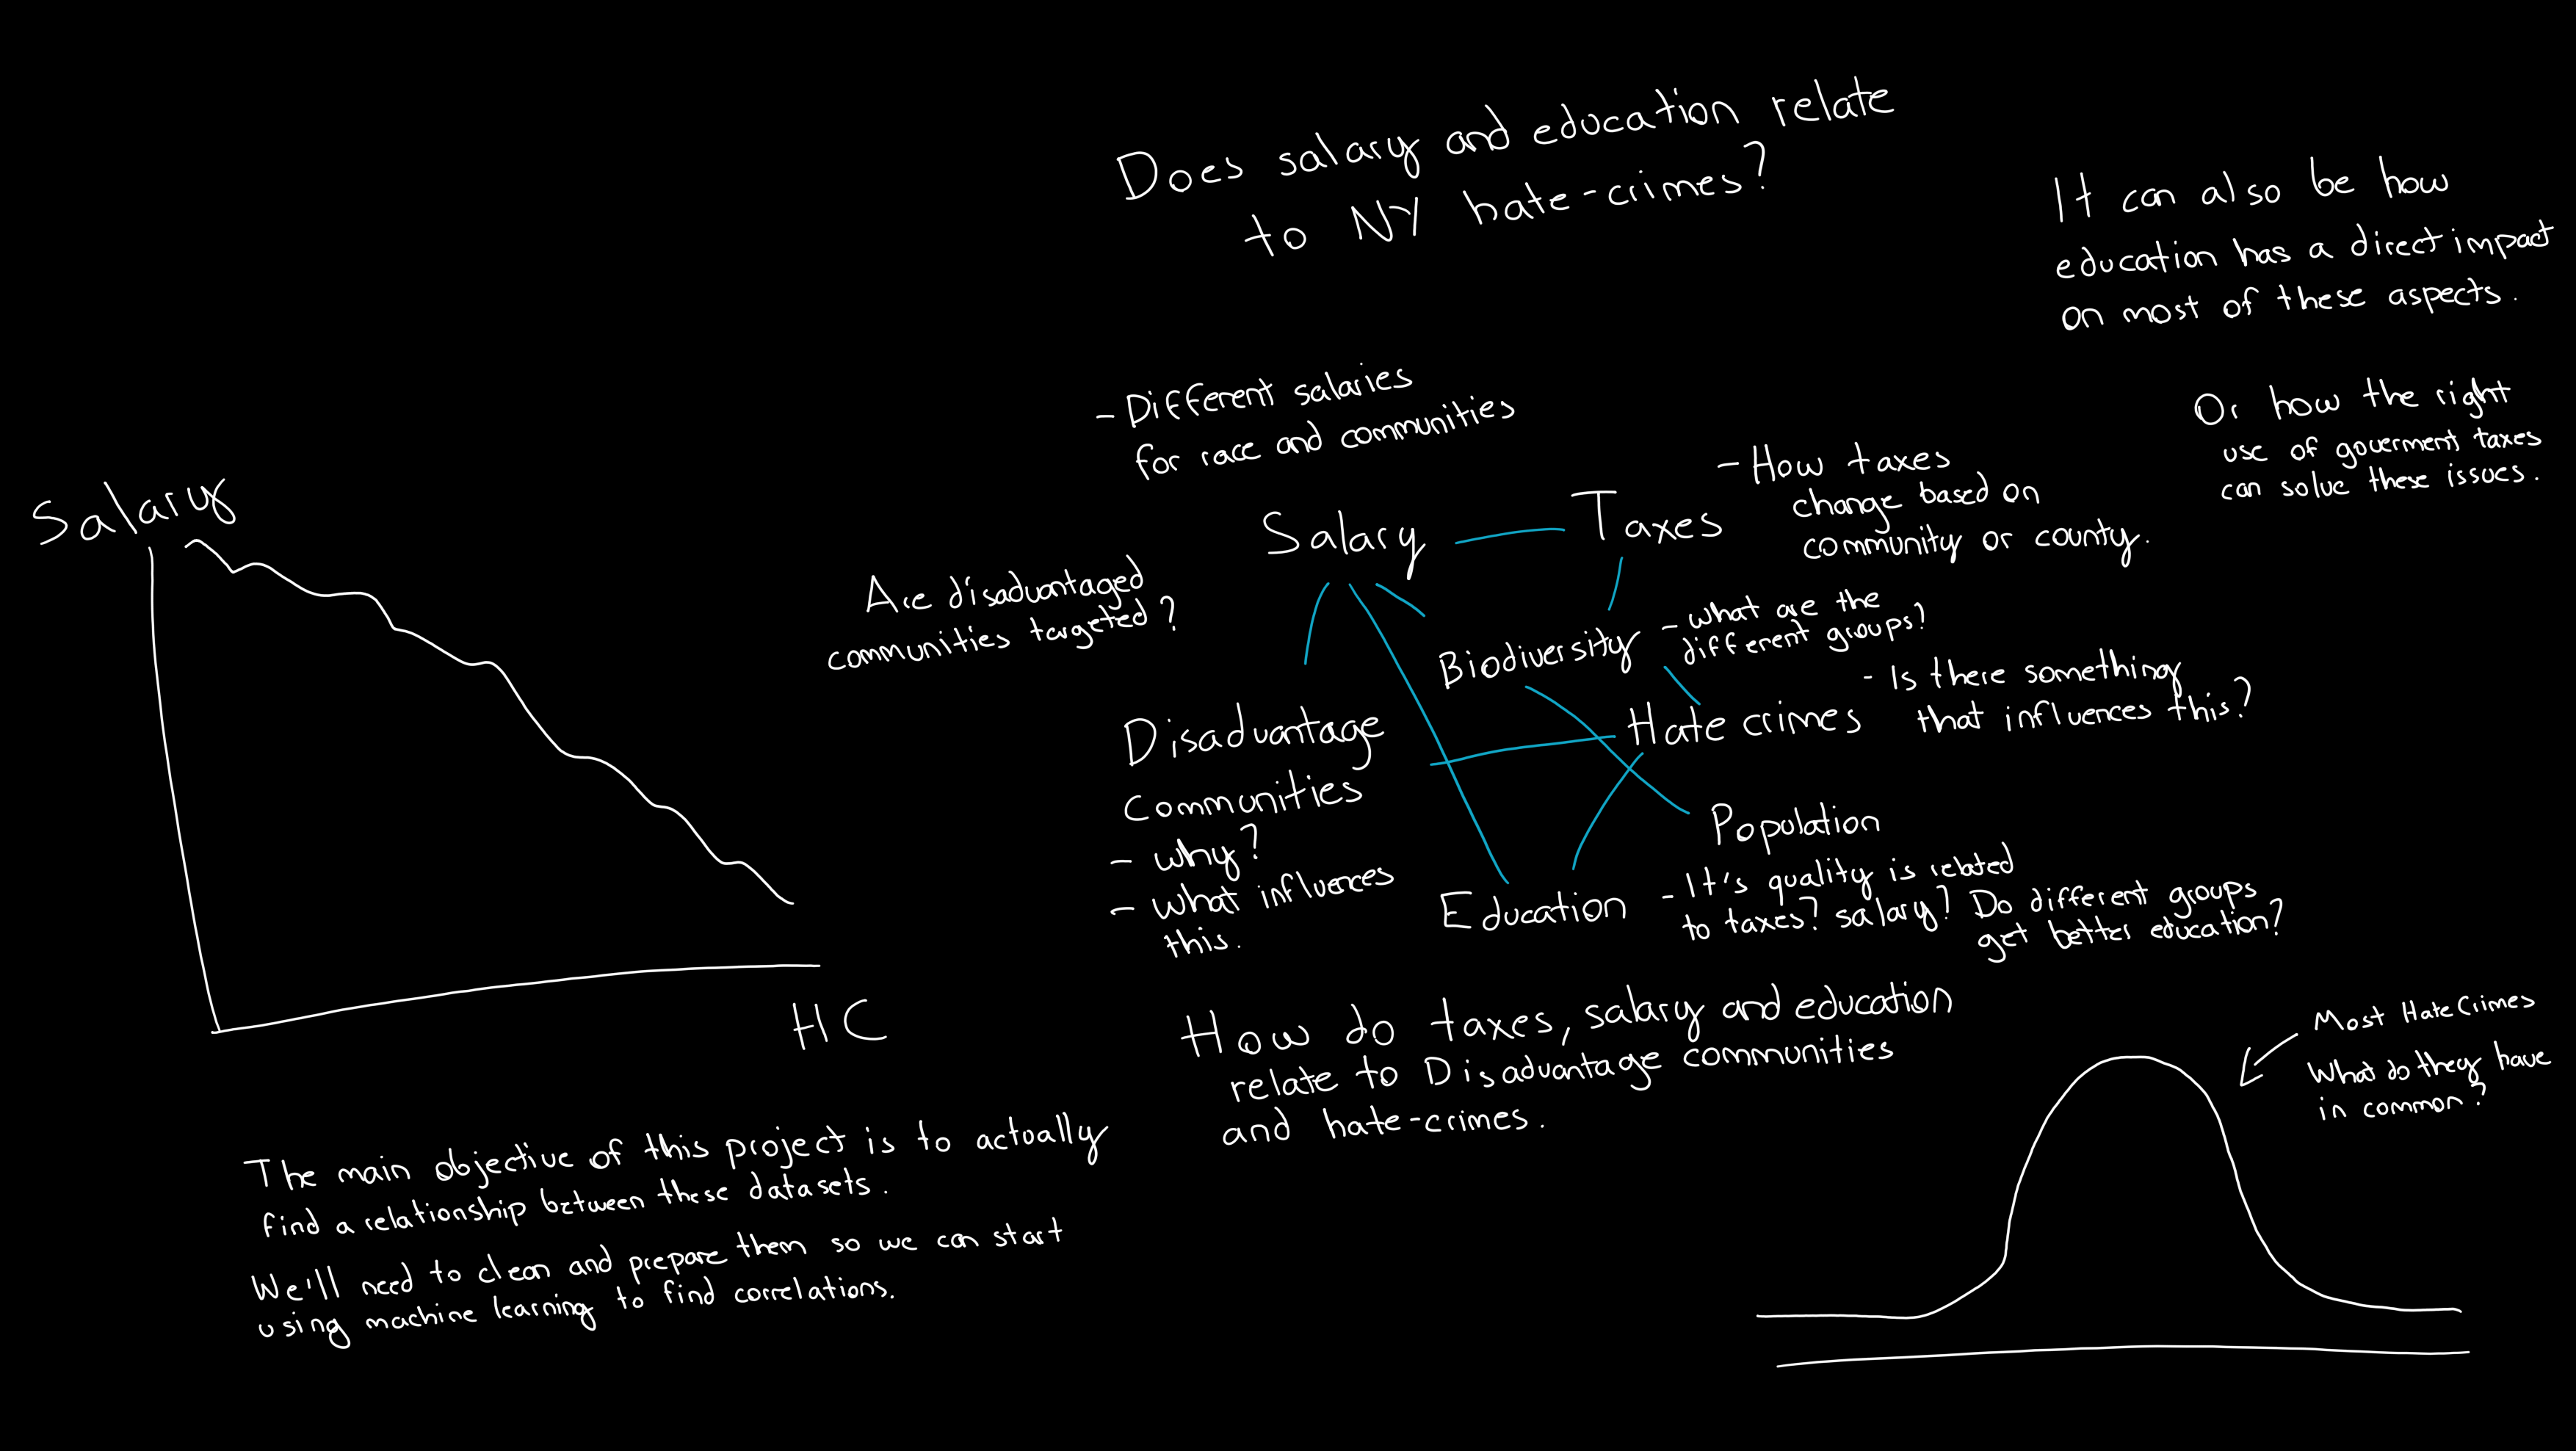 Does salary and education relate
to NY hate-crimes?
It can also be how
education has a direct impact
on most of these aspects.
Or how the right
use of goverment taxes
can solve these issues.
- Different salaries
for race and communities
Salary
Taxes
- How taxes
change based on
community or county.
Are disadvantaged
communities targeted?
Biodiversity
- what are the
different groups?
Hate crimes
- Is there something
that influences this?
Disadvantage
Communities
- why?
- what influences
this.
Population
Education
- It's quality is related
to taxes? salary? Do different groups
get better education?
How do taxes, salary and education
relate to Disadvantage communities
and hate-crimes.
Salary
HC
The main objective of this project is to actually
find a relationship between these datasets.
We'll need to clean and prepare them so we can start
using machine learning to find correlations.
Most Hate Crimes
What do they have
in common?